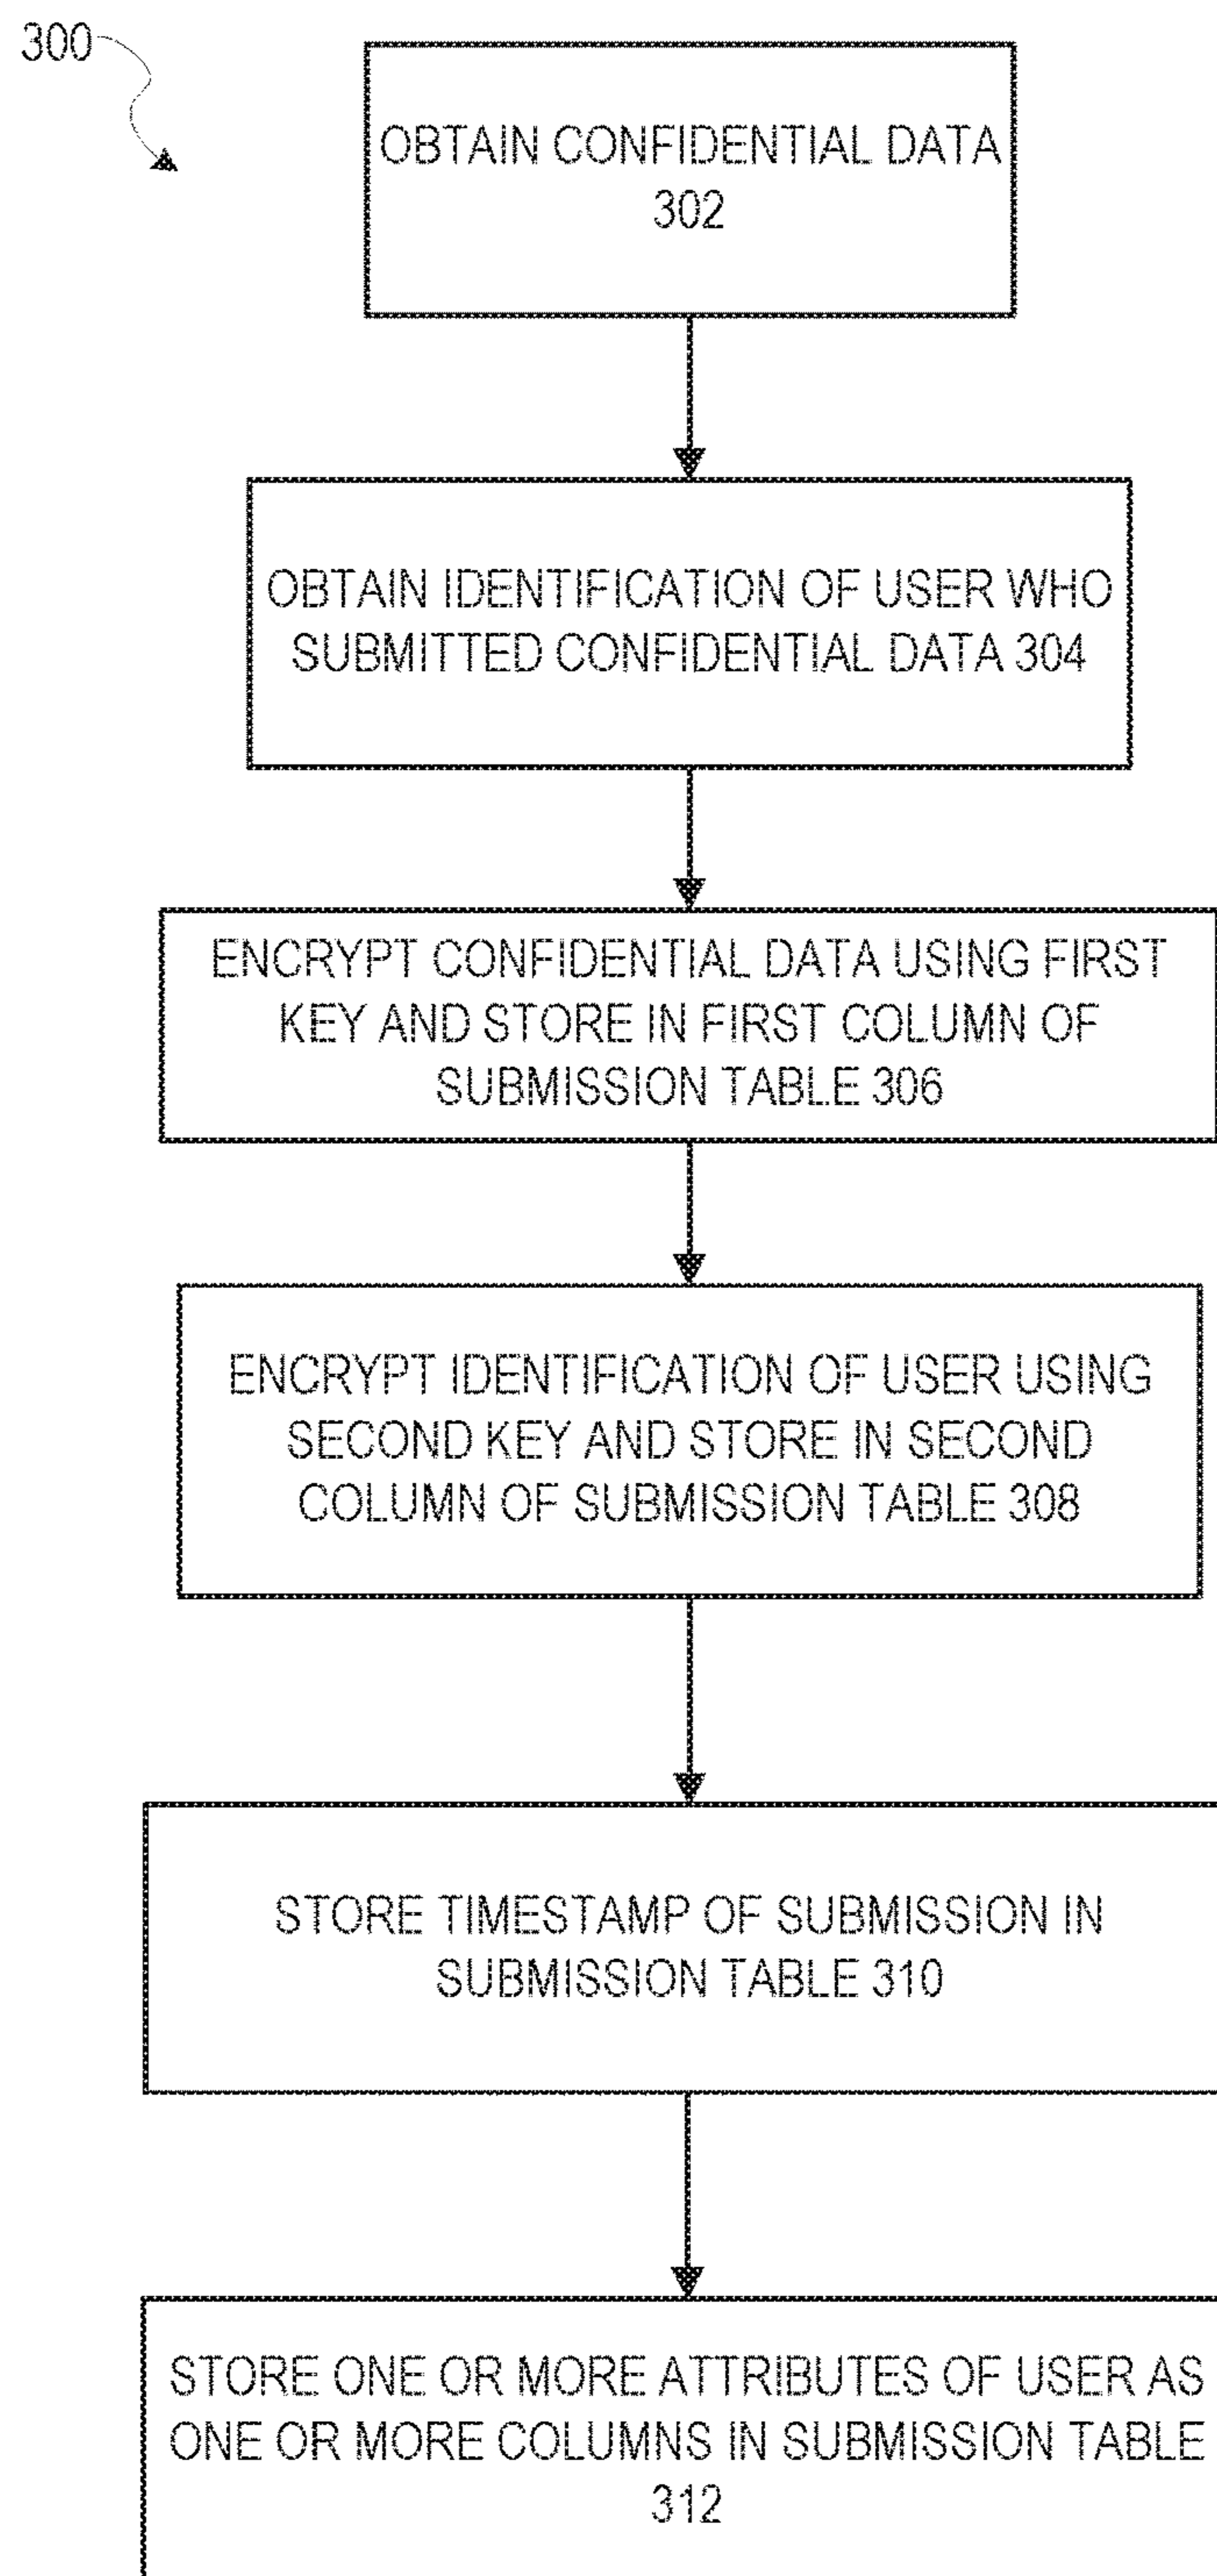 300
OBTAIN CONFIDENTIAL DATA
302
OBTAIN IDENTIFICATION OF USER WHO
SUBMITTED CONFIDENTIAL DATA 304
ENCRYPT CONFIDENTIAL DATA USING FIRST
KEY AND STORE IN FIRST COLUMN OF
SUBMISSION TABLE 306
ENCRYPT IDENTIFICATION OF USER USING
SECOND KEY AND STORE IN SECOND
COLUMN OF SUBMISSION TABLE 308
STORE TIMESTAMP OF SUBMISSION IN
SUBMISSION TABLE 310
STORE ONE OR MORE ATTRIBUTES OF USER AS
ONE OR MORE COLUMNS IN SUBMISSION TABLE
312